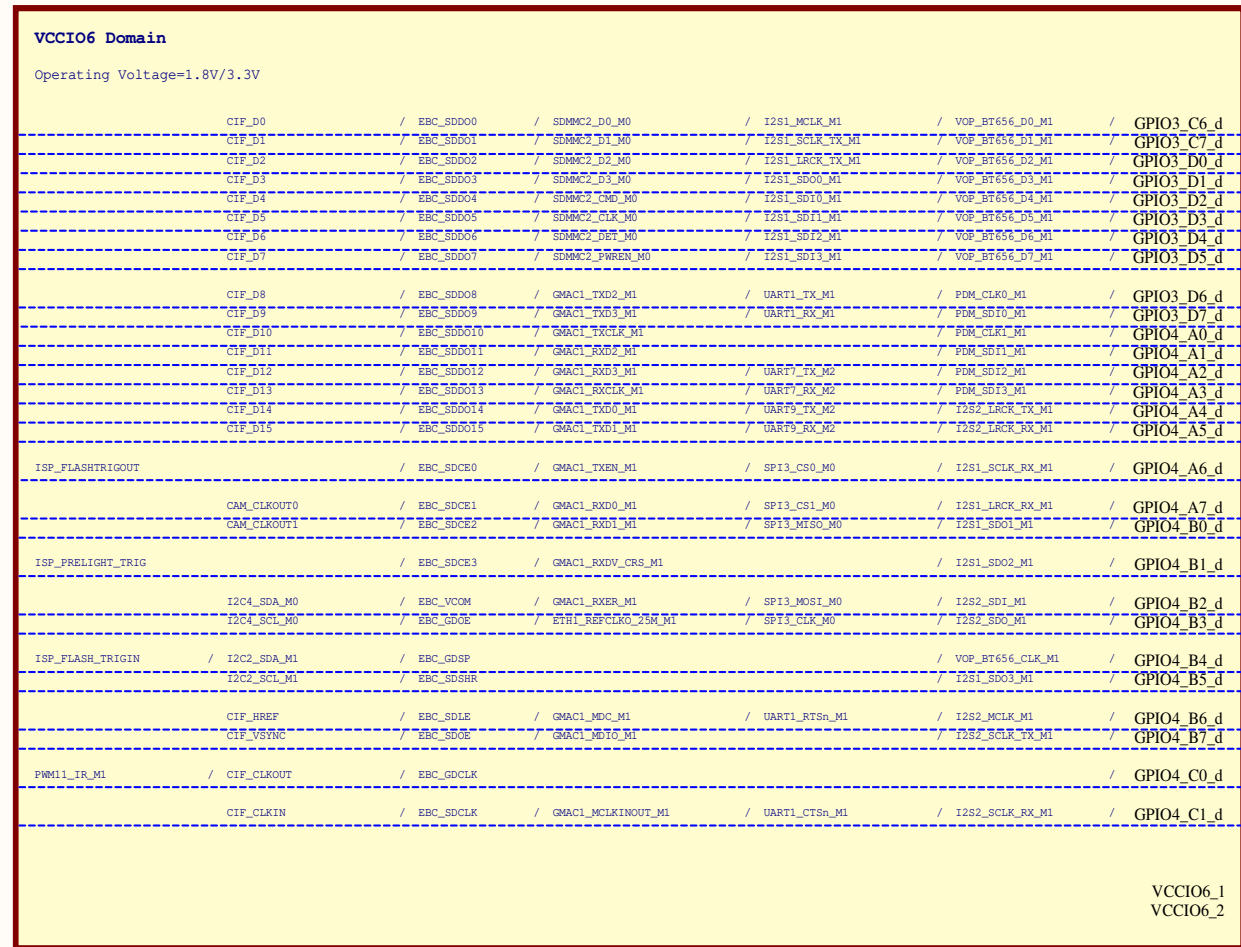 VCCIO6 Domain
Operating Voltage=1.8V/3.3V
CIF_D0 / EBC_SDDO0 / SDMMC2_D0_M0 / I2S1_MCLK_M1 / VOP_BT656_D0_M1 / GPIO3_C6_d
CIF_D1 / EBC_SDDO1 / SDMMC2_D1_M0 / I2S1_SCLK_TX_M1 / VOP_BT656_D1_M1 / GPIO3_C7_d
CIF_D2 / EBC_SDDO2 / SDMMC2_D2_M0 / I2S1_LRCK_TX_M1 / VOP_BT656_D2_M1 / GPIO3_D0_d
CIF_D3 / EBC_SDDO3 / SDMMC2_D3_M0 / I2S1_SDO0_M1 / VOP_BT656_D3_M1 / GPIO3_D1_d
CIF_D4 / EBC_SDDO4 / SDMMC2_CMD_M0 / I2S1_SDI0_M1 / VOP_BT656_D4_M1 / GPIO3_D2_d
CIF_D5 / EBC_SDDO5 / SDMMC2_CLK_M0 / I2S1_SDI1_M1 / VOP_BT656_D5_M1 / GPIO3_D3_d
CIF_D6 / EBC_SDDO6 / SDMMC2_DET_M0 / I2S1_SDI2_M1 / VOP_BT656_D6_M1 / GPIO3_D4_d
CIF_D7 / EBC_SDDO7 / SDMMC2_PWREN_M0 / I2S1_SDI3_M1 / VOP_BT656_D7_M1 / GPIO3_D5_d
CIF_D8 / EBC_SDDO8 / GMAC1_TXD2_M1 / UART1_TX_M1 / PDM_CLK0_M1 / GPIO3_D6_d
CIF_D9 / EBC_SDDO9 / GMAC1_TXD3_M1 / UART1_RX_M1 / PDM_SDI0_M1 / GPIO3_D7_d
CIF_D10 / EBC_SDDO10 / GMAC1_TXCLK_M1 / PDM_CLK1_M1 / GPIO4_A0_d
CIF_D11 / EBC_SDDO11 / GMAC1_RXD2_M1 / PDM_SDI1_M1 / GPIO4_A1_d
CIF_D12 / EBC_SDDO12 / GMAC1_RXD3_M1 / UART7_TX_M2 / PDM_SDI2_M1 / GPIO4_A2_d
CIF_D13 / EBC_SDDO13 / GMAC1_RXCLK_M1 / UART7_RX_M2 / PDM_SDI3_M1 / GPIO4_A3_d
CIF_D14 / EBC_SDDO14 / GMAC1_TXD0_M1 / UART9_TX_M2 / I2S2_LRCK_TX_M1 / GPIO4_A4_d
CIF_D15 / EBC_SDDO15 / GMAC1_TXD1_M1 / UART9_RX_M2 / I2S2_LRCK_RX_M1 / GPIO4_A5_d
ISP_FLASHTRIGOUT / EBC_SDCE0 / GMAC1_TXEN_M1 / SPI3_CS0_M0 / I2S1_SCLK_RX_M1 / GPIO4_A6_d
CAM_CLKOUT0 / EBC_SDCE1 / GMAC1_RXD0_M1 / SPI3_CS1_M0 / I2S1_LRCK_RX_M1 / GPIO4_A7_d
CAM_CLKOUT1 / EBC_SDCE2 / GMAC1_RXD1_M1 / SPI3_MISO_M0 / I2S1_SDO1_M1 / GPIO4_B0_d
ISP_PRELIGHT_TRIG / EBC_SDCE3 / GMAC1_RXDV_CRS_M1 / I2S1_SDO2_M1 / GPIO4_B1_d
I2C4_SDA_M0 / EBC_VCOM / GMAC1_RXER_M1 / SPI3_MOSI_M0 / I2S2_SDI_M1 / GPIO4_B2_d
I2C4_SCL_M0 / EBC_GDOE / ETH1_REFCLKO_25M_M1 / SPI3_CLK_M0 / I2S2_SDO_M1 / GPIO4_B3_d
ISP_FLASH_TRIGIN / I2C2_SDA_M1 / EBC_GDSP / VOP_BT656_CLK_M1 / GPIO4_B4_d
I2C2_SCL_M1 / EBC_SDSHR / I2S1_SDO3_M1 / GPIO4_B5_d
CIF_HREF / EBC_SDLE / GMAC1_MDC_M1 / UART1_RTSn_M1 / I2S2_MCLK_M1 / GPIO4_B6_d
CIF_VSYNC / EBC_SDOE / GMAC1_MDIO_M1 / I2S2_SCLK_TX_M1 / GPIO4_B7_d
PWM11_IR_M1 / CIF_CLKOUT / EBC_GDCLK / GPIO4_C0_d
CIF_CLKIN / EBC_SDCLK / GMAC1_MCLKINOUT_M1 / UART1_CTSn_M1 / I2S2_SCLK_RX_M1 / GPIO4_C1_d
VCCIO6_1
VCCIO6_2